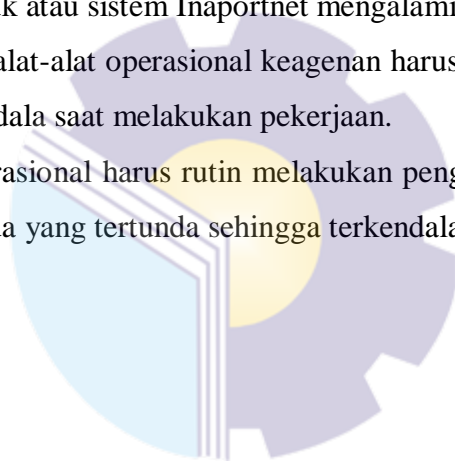 uk atau sistem Inaportnet mengalami
alat-alat operasional keagenan harus
dala saat melakukan pekerjaan.
rasional harus rutin melakukan peng
a yang tertunda sehingga terkendala